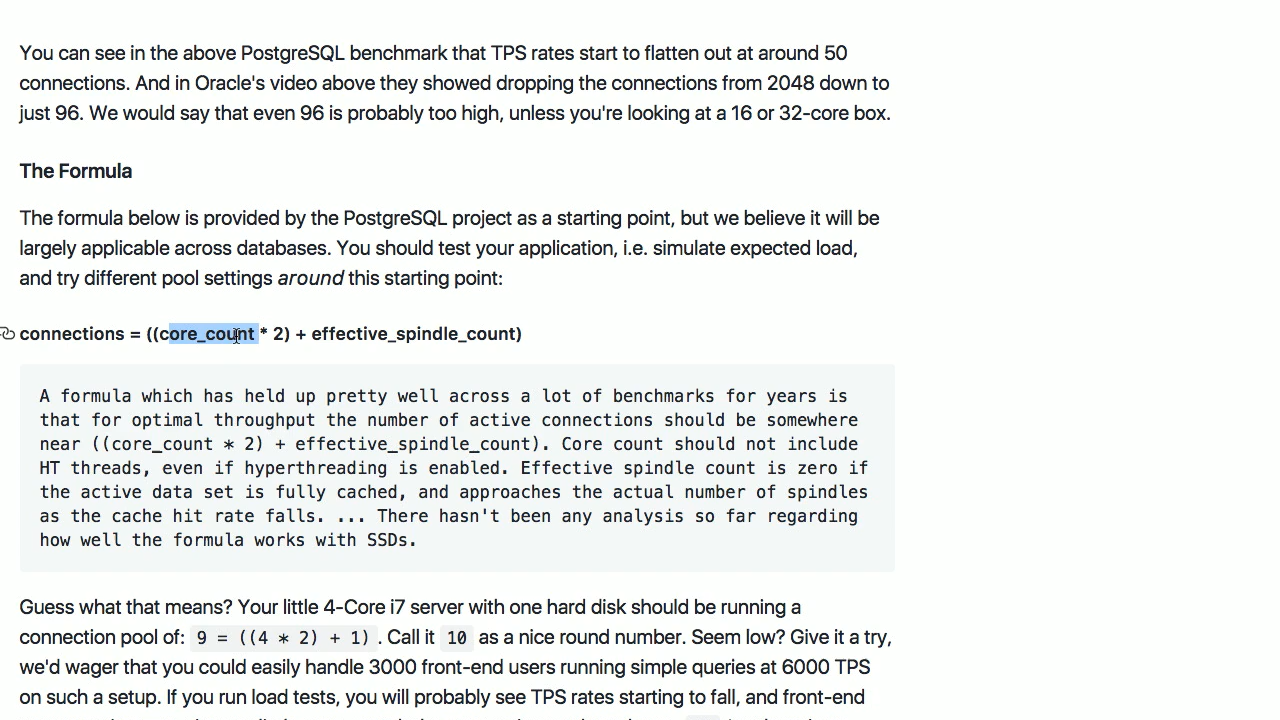 You can see in the above PostgreSQL benchmark that TPS rates start to flatten out at around 50
connections. And in Oracle's video above they showed dropping the connections from 2048 down to
just 96. We would say that even 96 is probably too high, unless you're looking at a 16 or 32-core box.
The Formula
The formula below is provided by the PostgreSQL project as a starting point, but we believe it will be
largely applicable across databases. You should test your application, i.e. simulate expected load,
and try different pool settings around this starting point:
connections = ((core_count * 2) + effective_spindle_count)
A formula which has held up pretty well across a lot of benchmarks for years is
that for optimal throughput the number of active connections should be somewhere
near ((core_count * 2) + effective_spindle_count). Core count should not include
HT threads, even if hyperthreading is enabled. Effective spindle count is zero if
the active data set is fully cached, and approaches the actual number of spindles
as the cache hit rate falls. ... There hasn't been any analysis so far regarding
how well the formula works with SSDs.
Guess what that means? Your little 4-Core i7 server with one hard disk should be running a
connection pool of: 9 = ((4 * 2) + 1). Call it 10 as a nice round number. Seem low? Give it a try,
we'd wager that you could easily handle 3000 front-end users running simple queries at 6000 TPS
on such a setup. If you run load tests, you will probably see TPS rates starting to fall, and front-end